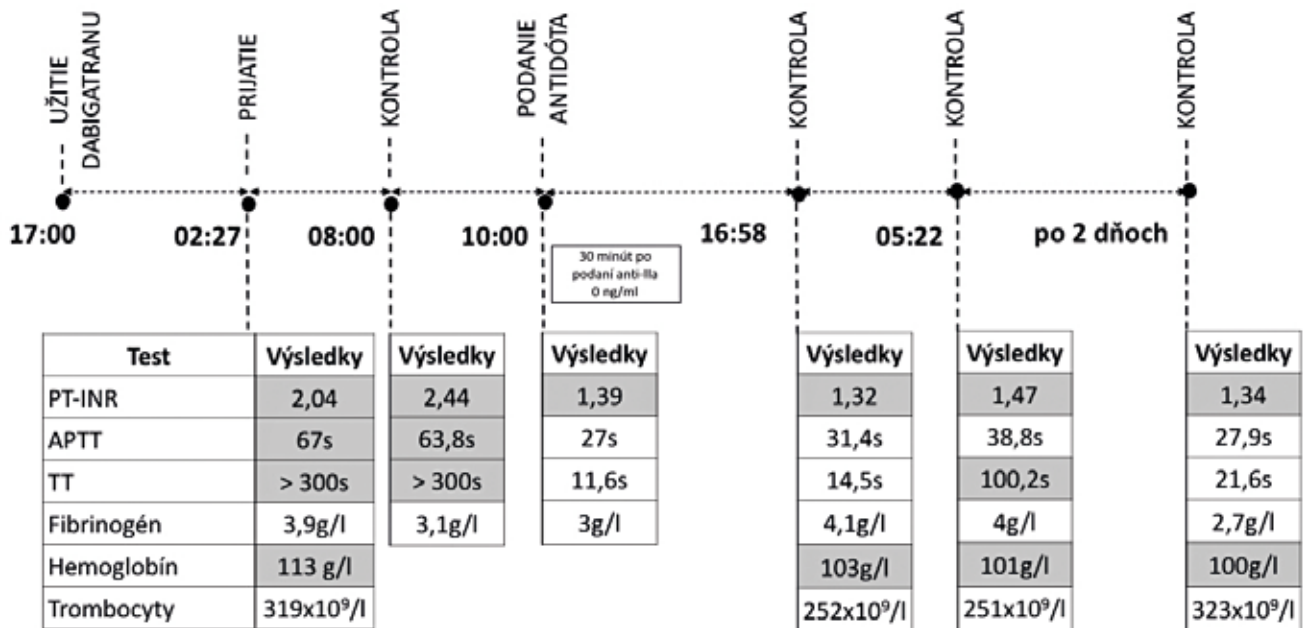 UŽITIE
DABIGATRANU
PRIJATIE
KONTROLA
PODANIE
ANTIDÓTA
KONTROLA
KONTROLA
KONTROLA
17:00 02:27 08:00 10:00 16:58 05:22 po 2 dňoch
30 minút po
podaní anti-IIa
0 ng/ml
Test Výsledky Výsledky Výsledky Výsledky Výsledky Výsledky
PT-INR 2,04 2,44 1,39 1,32 1,47 1,34
APTT 67s 63,8s 27s 31,4s 38,8s 27,9s
TT > 300s > 300s 11,6s 14,5s 100,2s 21,6s
Fibrinogén 3,9g/l 3,1g/l 3g/l 4,1g/l 4g/l 2,7g/l
Hemoglobín 113 g/l 103g/l 101g/l 100g/l
Trombocyty 319x10⁹/l 252x10⁹/l 251x10⁹/l 323x10⁹/l